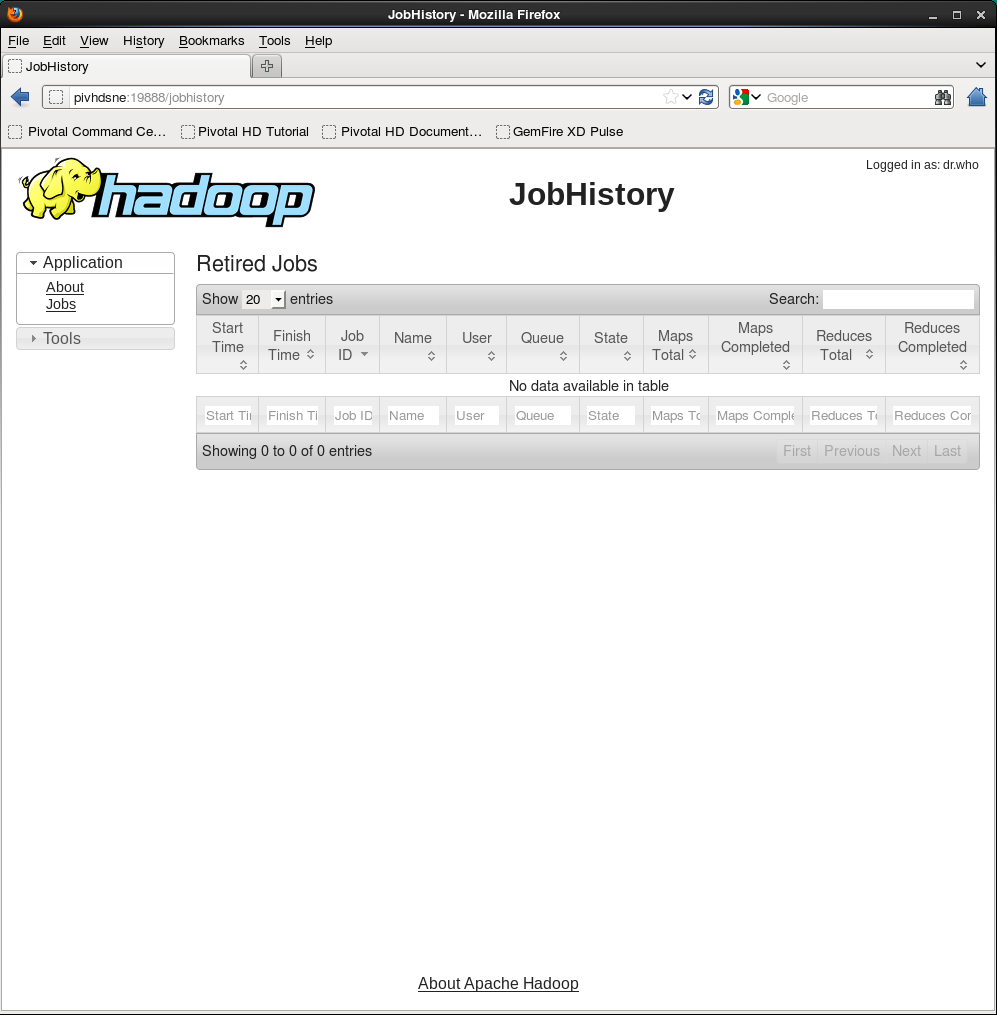 JobHistory - Mozilla Firefox
File Edit View History Bookmarks Tools Help
JobHistory
pivhdsne:19888/jobhistory Google
Pivotal Command Ce… Pivotal HD Tutorial Pivotal HD Document… GemFire XD Pulse
Logged in as: dr.who
hadoop
JobHistory
Application
About
Jobs
Tools
Retired Jobs
Show 20 entries Search:
Start Time Finish Time Job ID Name User Queue State Maps Total Maps Completed Reduces Total Reduces Completed
No data available in table
Start Ti Finish Ti Job ID Name User Queue State Maps To Maps Comple Reduces To Reduces Con
Showing 0 to 0 of 0 entries First Previous Next Last
About Apache Hadoop